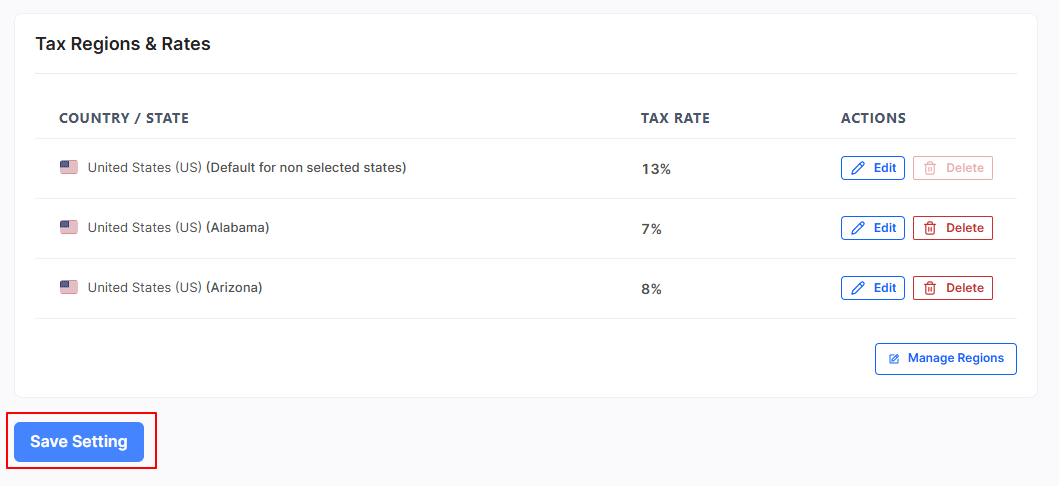 Tax Regions & Rates
COUNTRY / STATE TAX RATE ACTIONS
United States (US) (Default for non selected states) 13% Edit Delete
United States (US) (Alabama) 7% Edit Delete
United States (US) (Arizona) 8% Edit Delete
Manage Regions
Save Setting